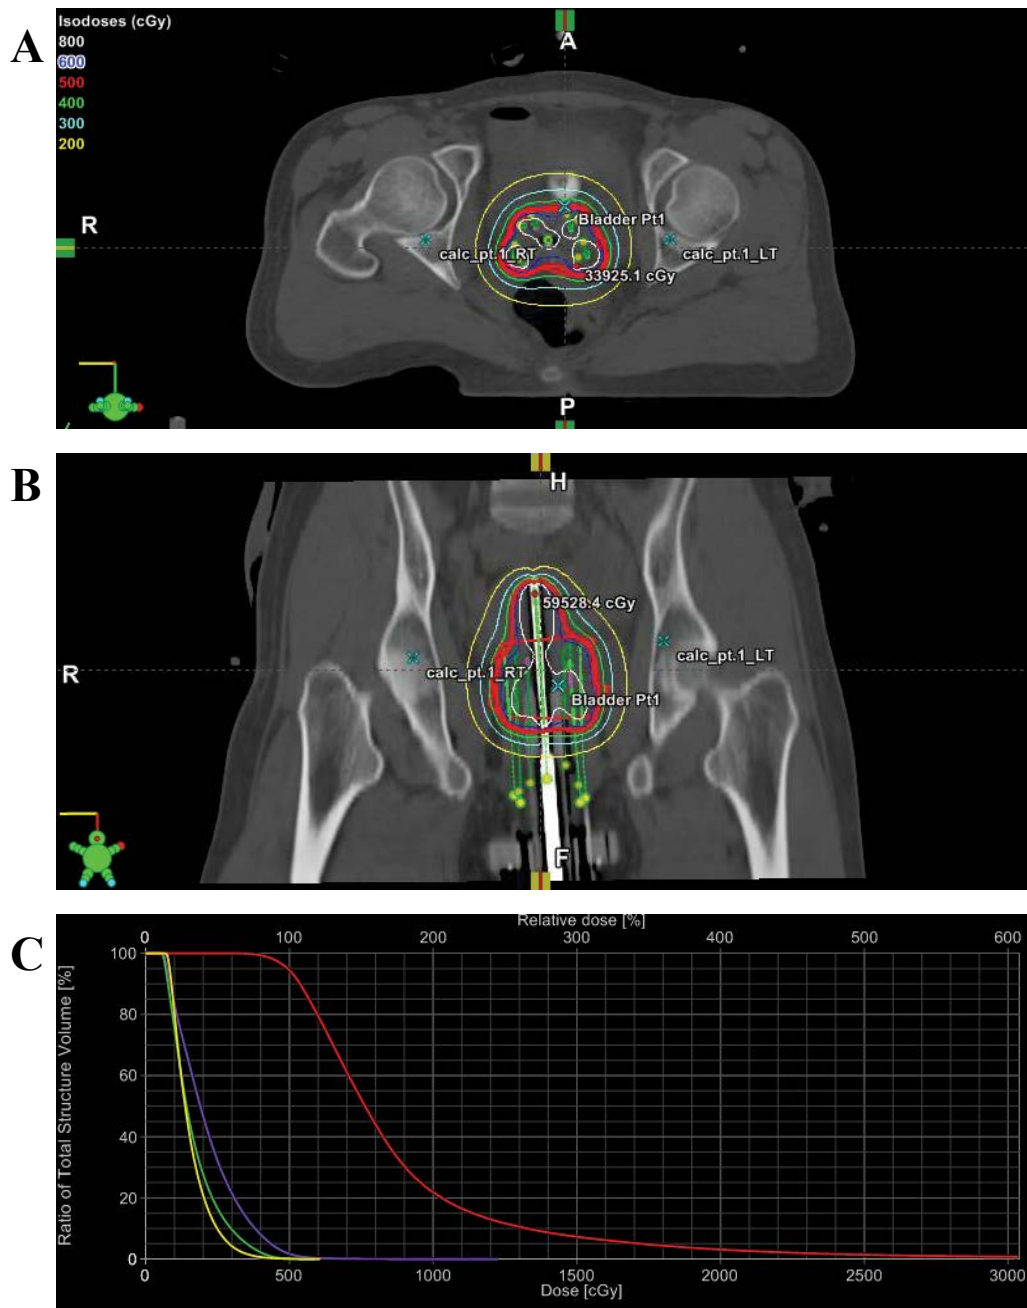 A
Isodoses (cGy)
800
600
500
400
300
200
A
R
Bladder Pt1
calc_pt.1_RT
calc_pt.1_LT
33925.1 cGy
P
B
H
59528.4 cGy
R
calc_pt.1_RT
calc_pt.1_LT
Bladder Pt1
F
C
Relative dose [%]
0 100 200 300 400 500 600
Ratio of Total Structure Volume [%]
100
80
60
40
20
0
0 500 1000 1500 2000 2500 3000
Dose [cGy]